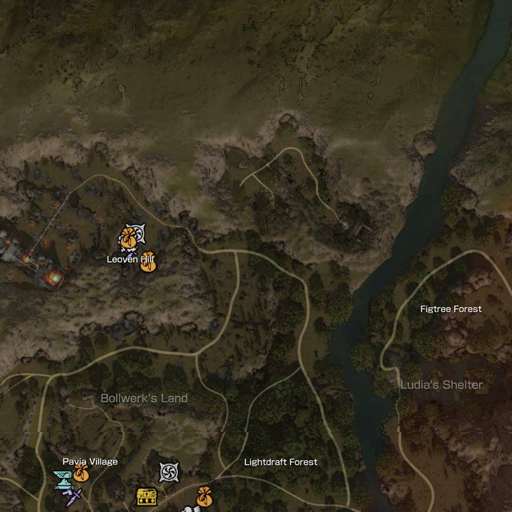 Leoven Hill
Figtree Forest
Ludia's Shelter
Bollwerk's Land
Pavia Village
Lightdraft Forest